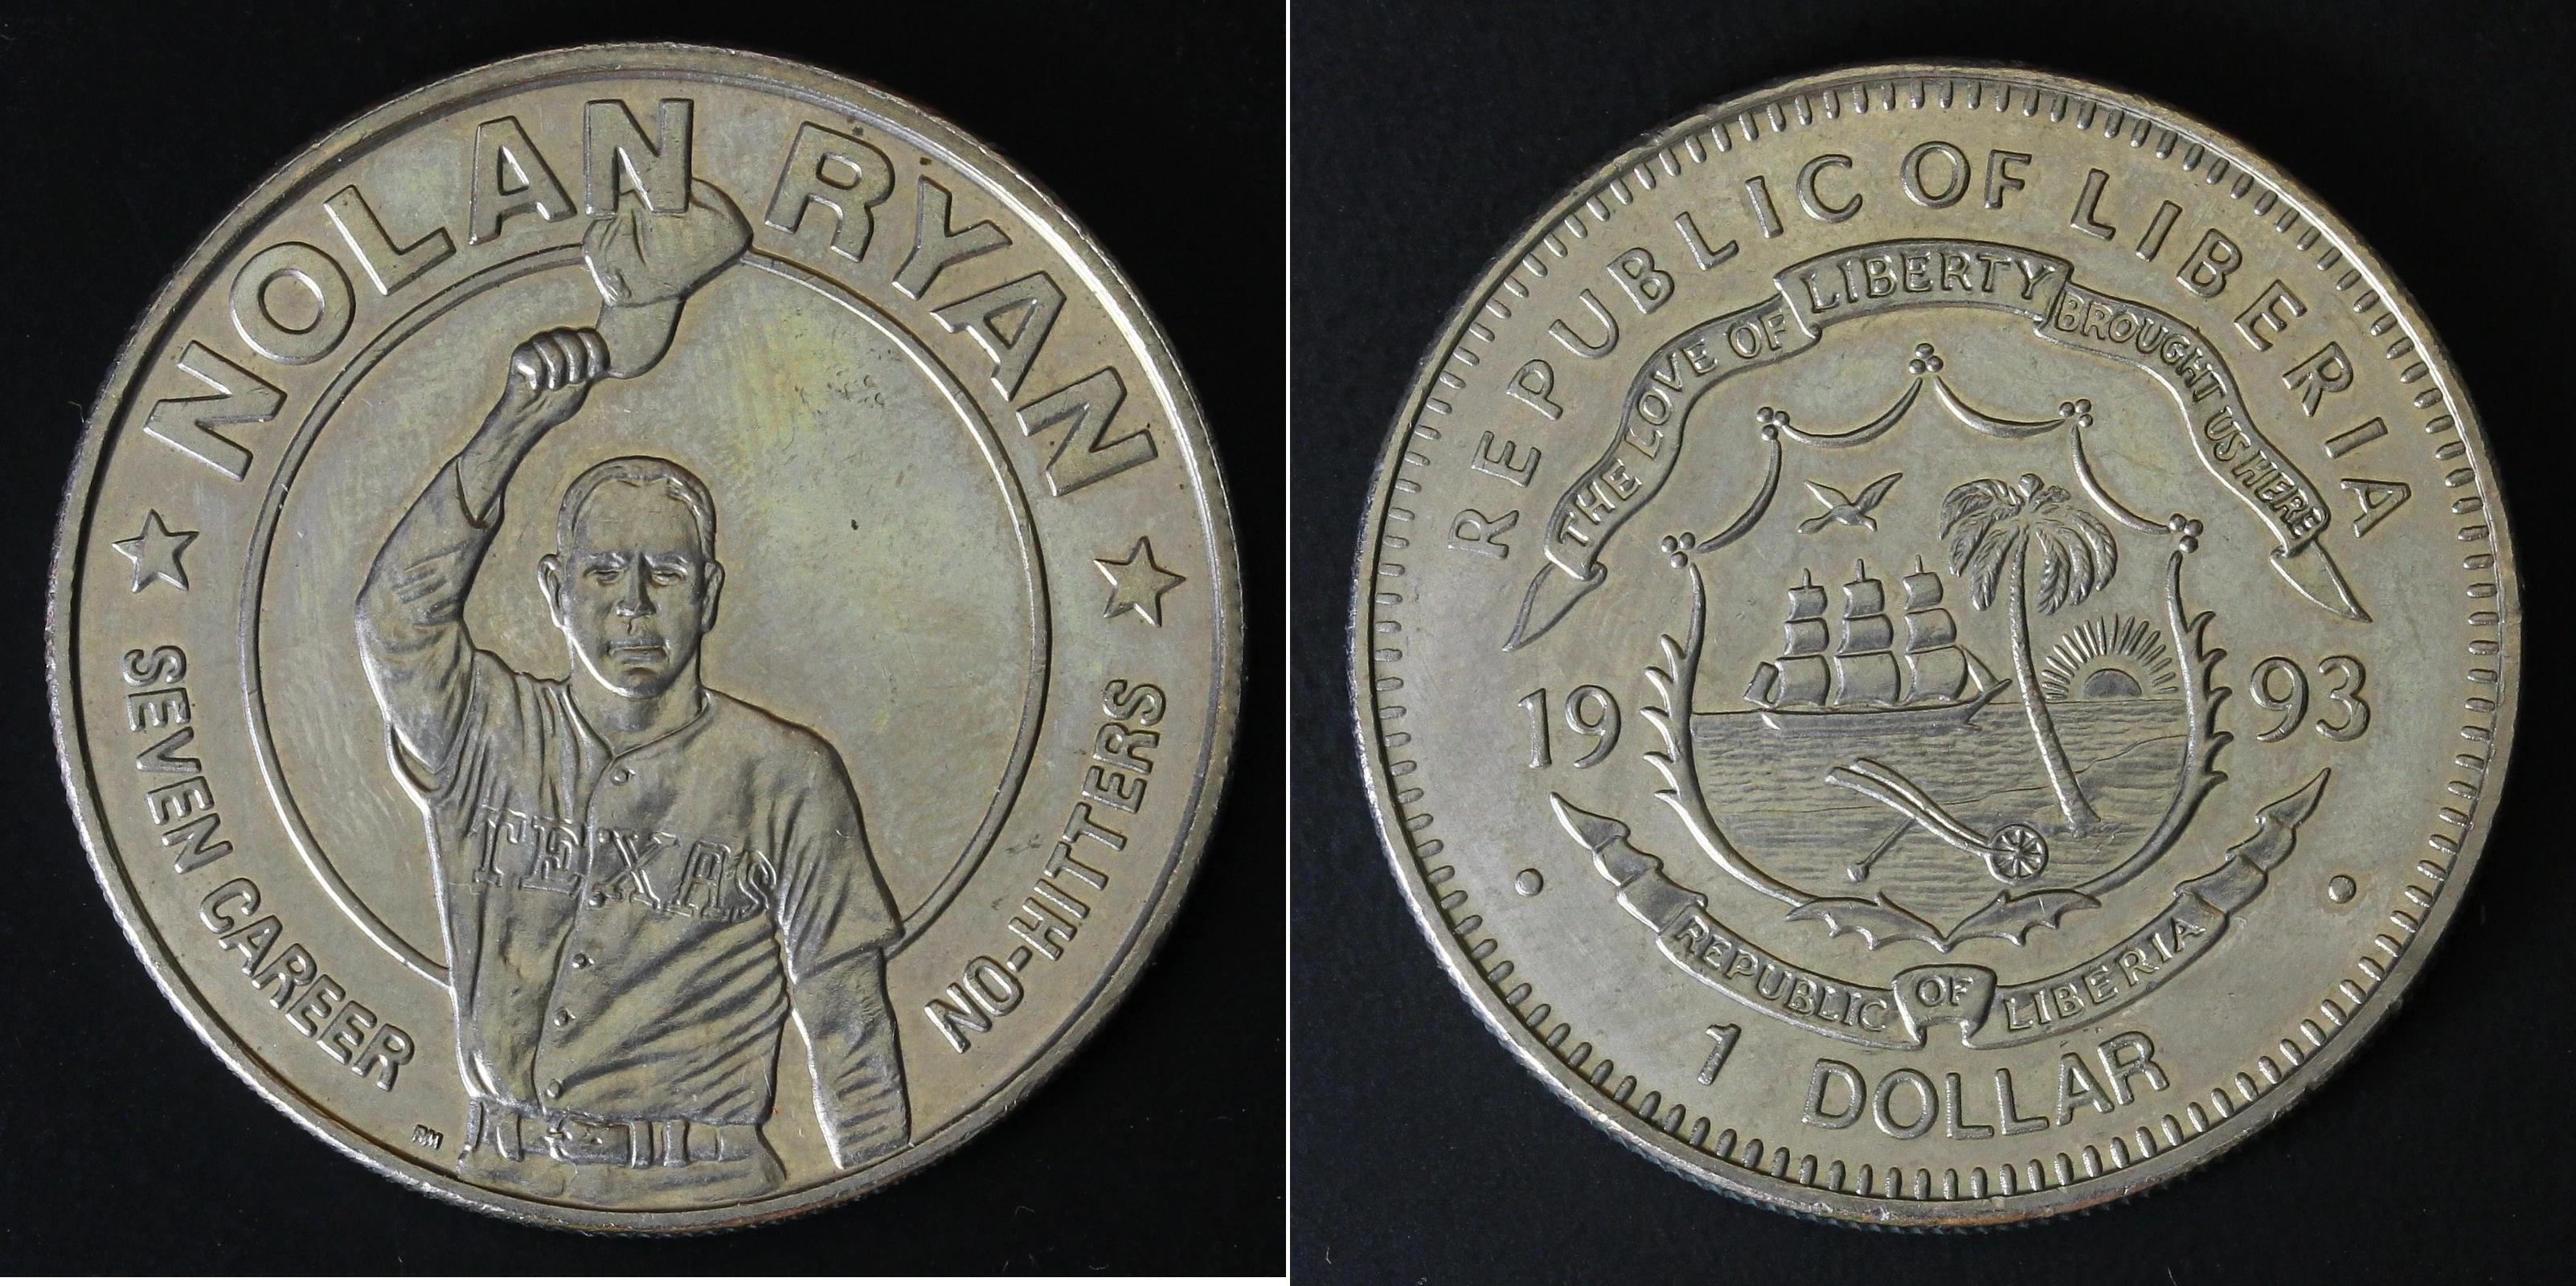 NOLAN RYAN
SEVEN CAREER
NO-HITTERS
TEXAS
RM
REPUBLIC OF LIBERIA
THE LOVE OF LIBERTY BROUGHT US HERE
19 93
REPUBLIC OF LIBERIA
1 DOLLAR